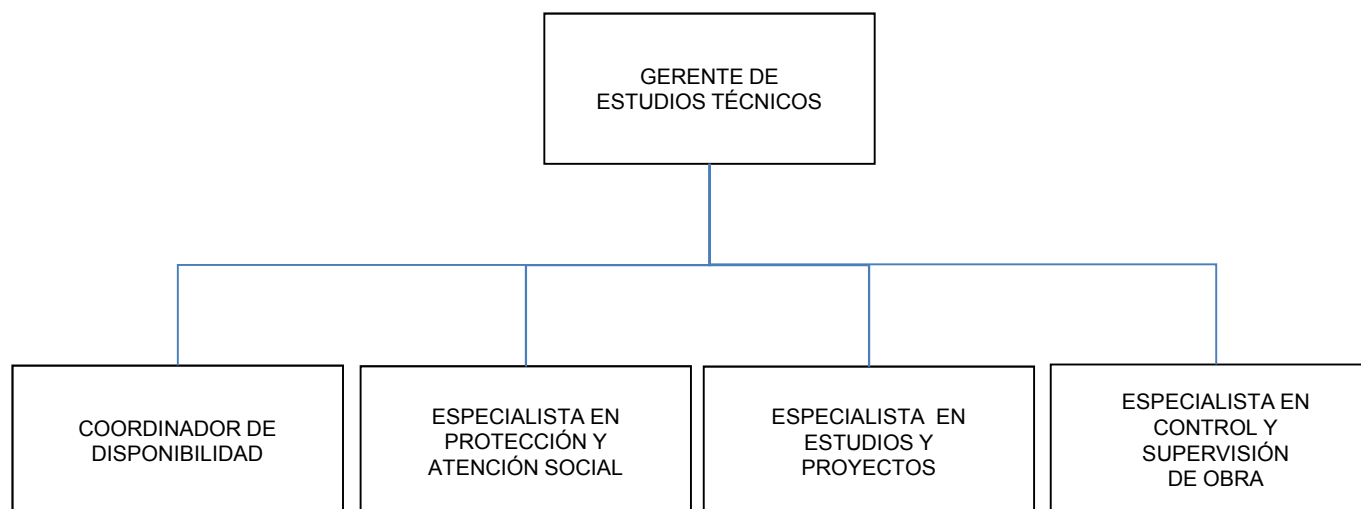 GERENTE DE
ESTUDIOS TÉCNICOS
COORDINADOR DE
DISPONIBILIDAD
ESPECIALISTA EN
PROTECCIÓN Y
ATENCIÓN SOCIAL
ESPECIALISTA EN
ESTUDIOS Y
PROYECTOS
ESPECIALISTA EN
CONTROL Y
SUPERVISIÓN
DE OBRA